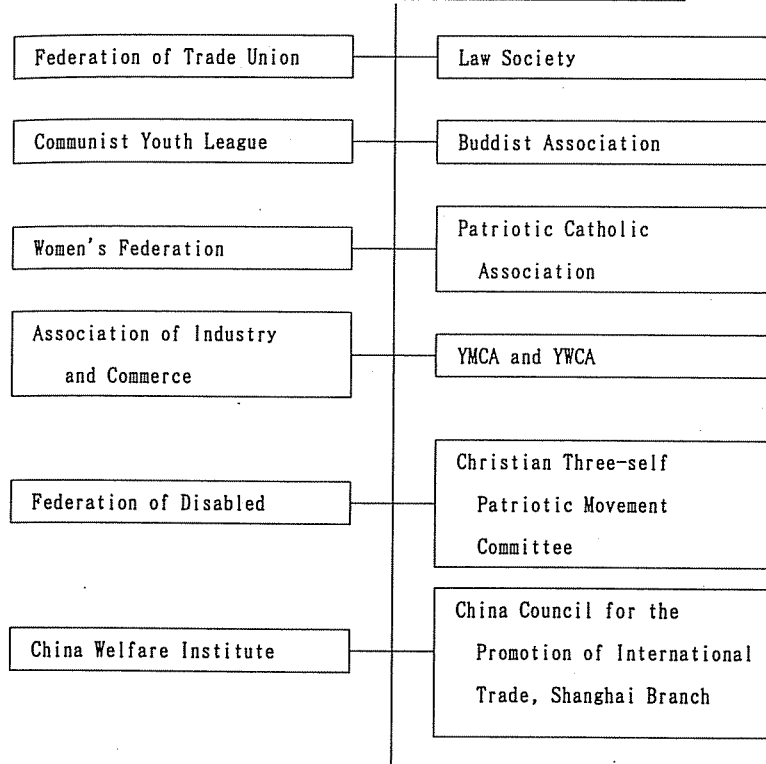 Federation of Trade Union
Law Society
Communist Youth League
Buddist Association
Women's Federation
Patriotic Catholic
Association
Association of Industry
and Commerce
YMCA and YWCA
Federation of Disabled
Christian Three-self
Patriotic Movement
Committee
China Welfare Institute
China Council for the
Promotion of International
Trade, Shanghai Branch